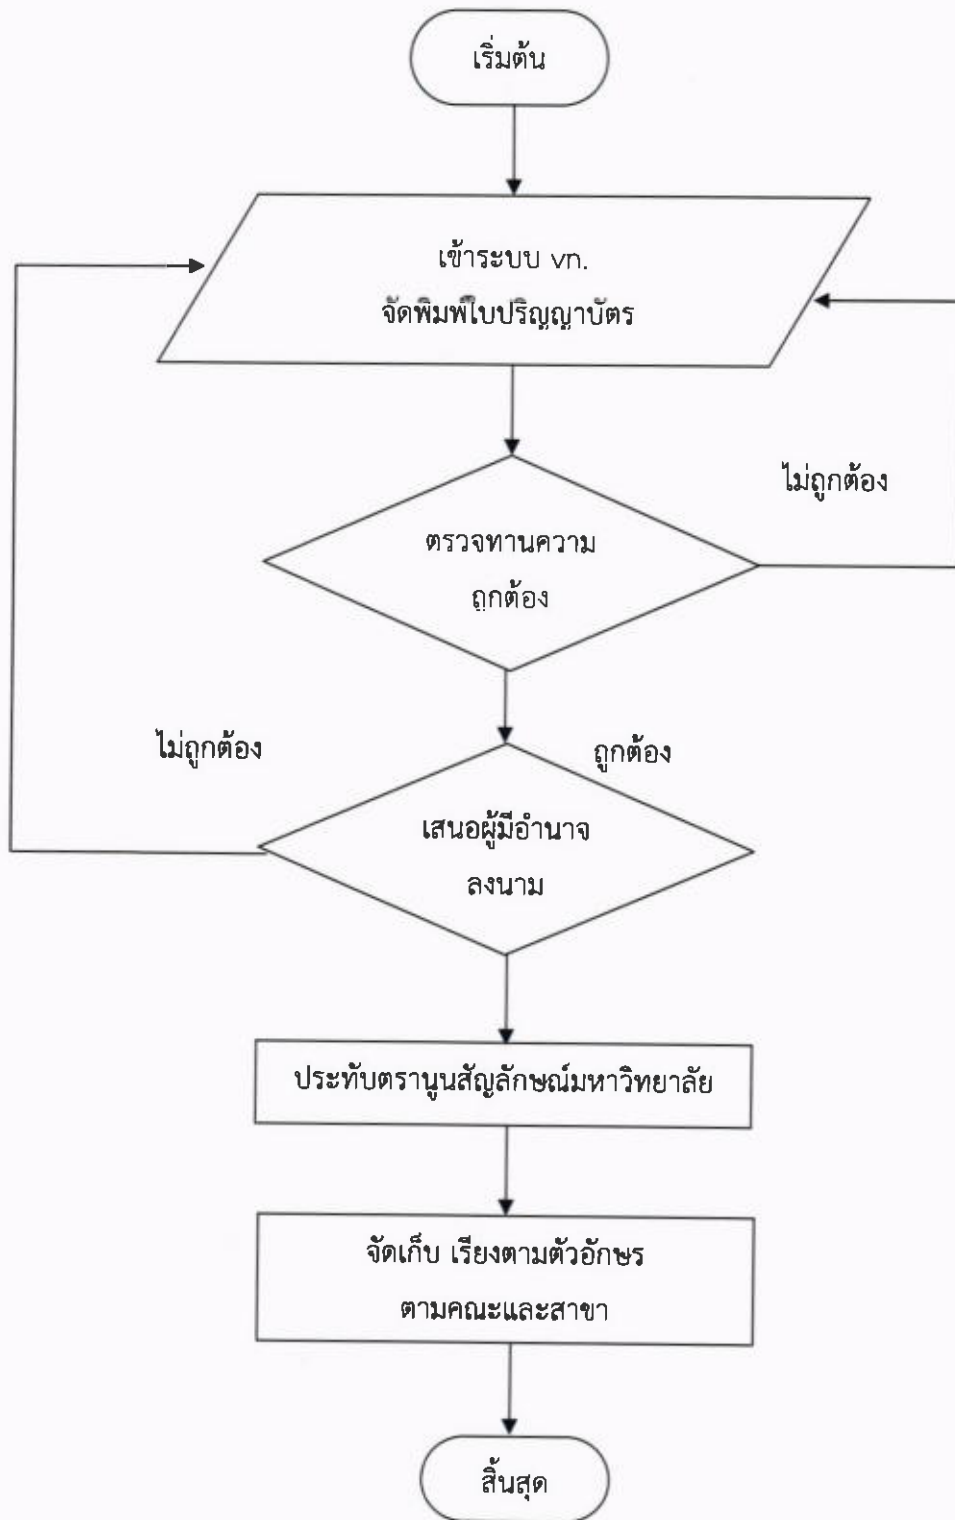 เริ่มต้น
เข้าระบบ vn.
จัดพิมพ์ใบปริญญาบัตร
ไม่ถูกต้อง
ตรวจทานความ
ถูกต้อง
ไม่ถูกต้อง
ถูกต้อง
เสนอผู้มีอำนาจ
ลงนาม
ประทับตรานูนสัญลักษณ์มหาวิทยาลัย
จัดเก็บ เรียงตามตัวอักษร
ตามคณะและสาขา
สิ้นสุด